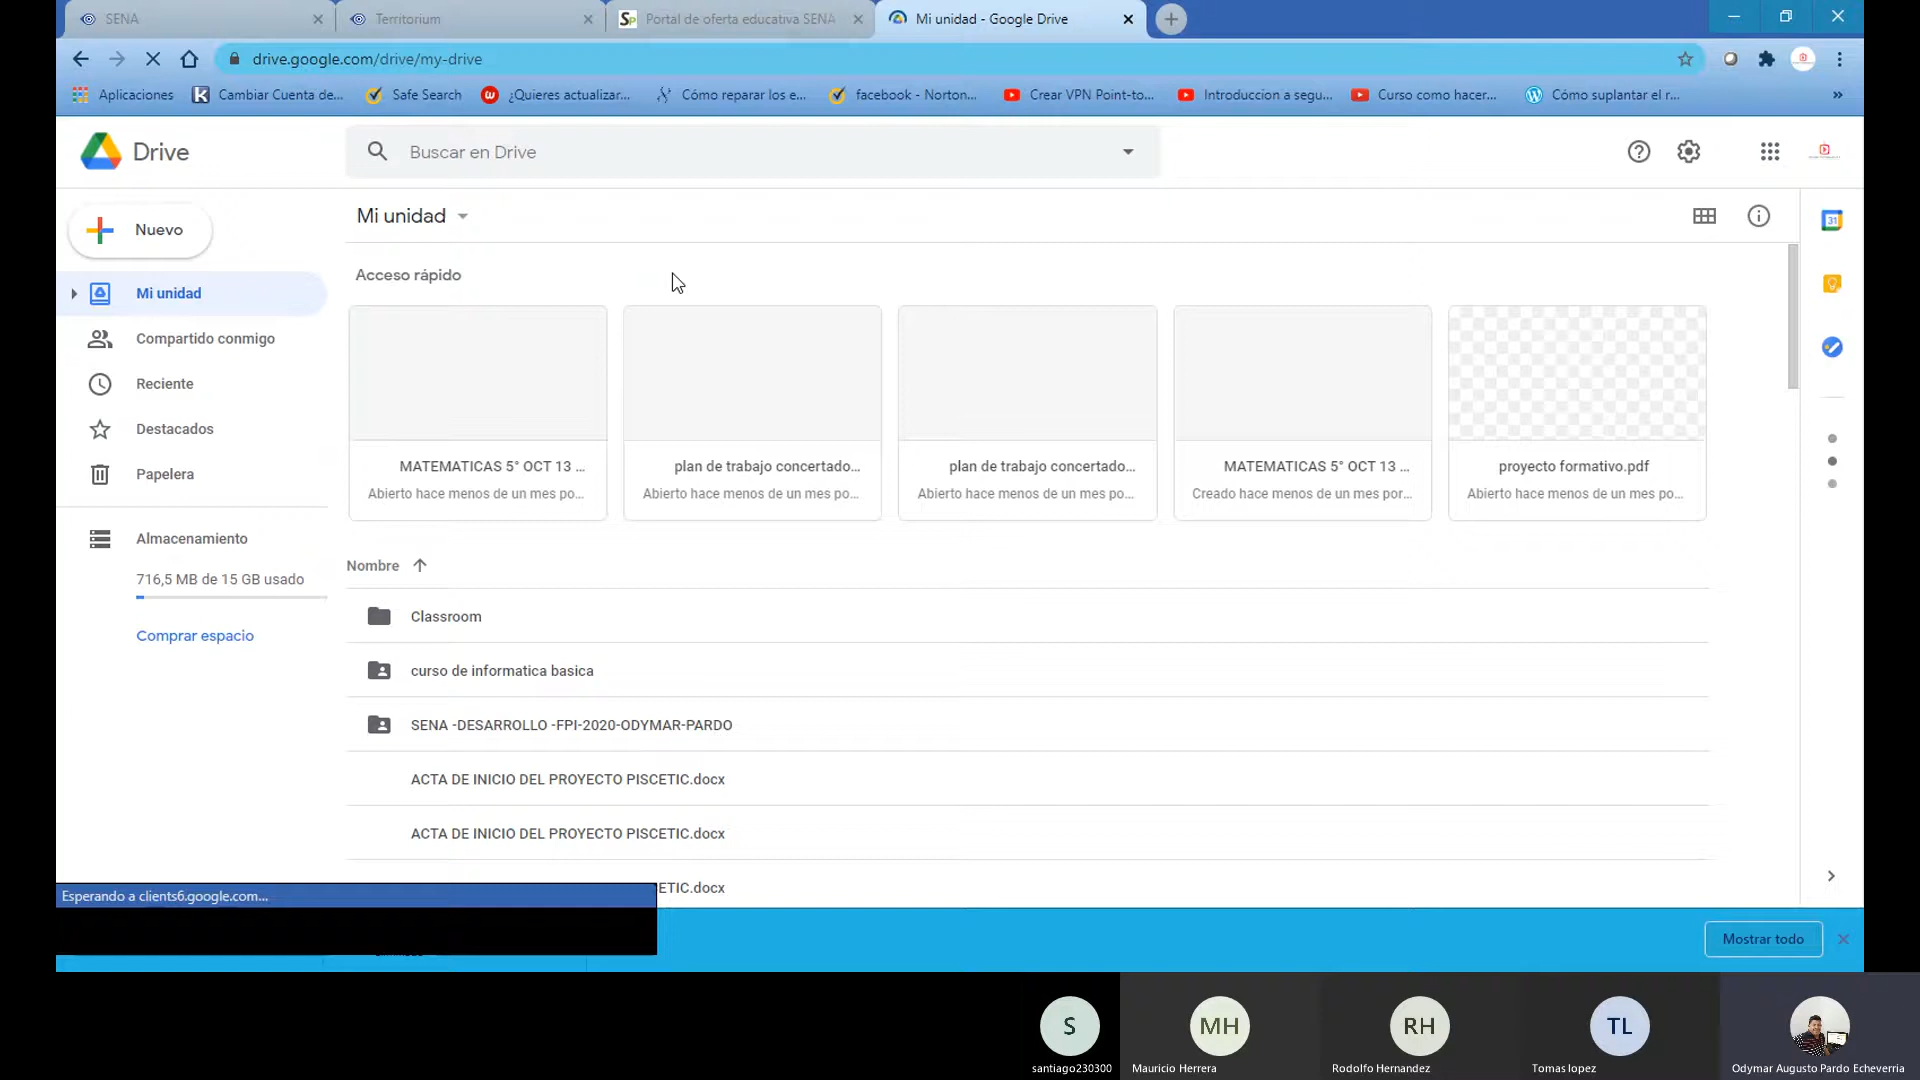 SENA
Territorium
Portal de oferta educativa SENA
Mi unidad - Google Drive
drive.google.com/drive/my-drive
Aplicaciones
Cambiar Cuenta de...
Safe Search
¿Quieres actualizar...
Cómo reparar los e...
facebook - Norton...
Crear VPN Point-to...
Introduccion a segu...
Curso como hacer...
Cómo suplantar el r...
»
Drive
Buscar en Drive
Nuevo
Mi unidad
Compartido conmigo
Reciente
Destacados
Papelera
Almacenamiento
716,5 MB de 15 GB usado
Comprar espacio
Mi unidad
Acceso rápido
MATEMATICAS 5° OCT 13 ...
Abierto hace menos de un mes po...
plan de trabajo concertado...
Abierto hace menos de un mes po...
plan de trabajo concertado...
Abierto hace menos de un mes po...
MATEMATICAS 5° OCT 13 ...
Creado hace menos de un mes por...
proyecto formativo.pdf
Abierto hace menos de un mes po...
Nombre
Classroom
curso de informatica basica
SENA -DESARROLLO -FPI-2020-ODYMAR-PARDO
ACTA DE INICIO DEL PROYECTO PISCETIC.docx
ACTA DE INICIO DEL PROYECTO PISCETIC.docx
ETIC.docx
31
Esperando a clients6.google.com...
Mostrar todo
S
santiago230300
MH
Mauricio Herrera
RH
Rodolfo Hernandez
TL
Tomas lopez
Odymar Augusto Pardo Echeverria